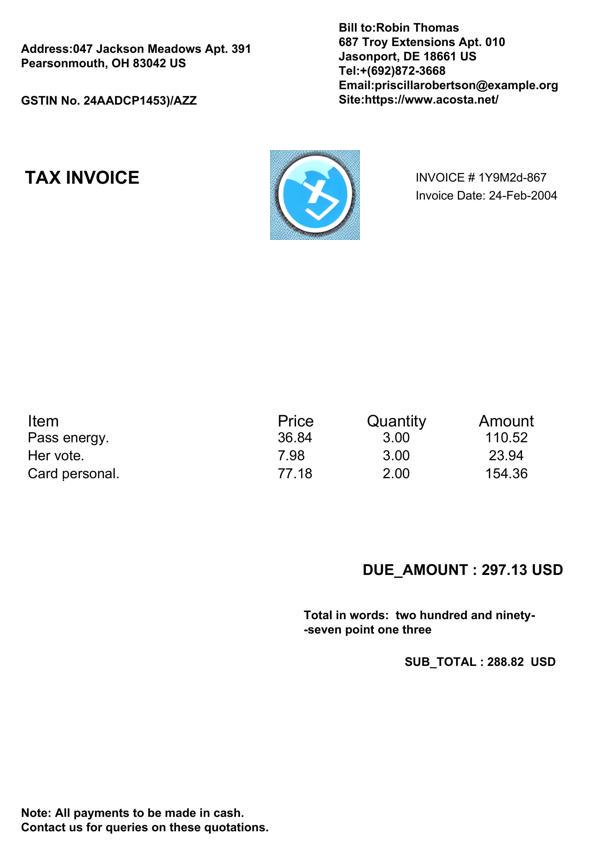 Address:047 Jackson Meadows Apt. 391
Pearsonmouth, OH 83042 US
GSTIN No. 24AADCP1453)/AZZ
Bill to:Robin Thomas
687 Troy Extensions Apt. 010
Jasonport, DE 18661 US
Tel:+(692)872-3668
Email:priscillarobertson@example.org
Site:https://www.acosta.net/
TAX INVOICE
INVOICE # 1Y9M2d-867
Invoice Date: 24-Feb-2004
Item Price Quantity Amount
Pass energy. 36.84 3.00 110.52
Her vote. 7.98 3.00 23.94
Card personal. 77.18 2.00 154.36
DUE_AMOUNT : 297.13 USD
Total in words:  two hundred and ninety-
-seven point one three
SUB_TOTAL : 288.82  USD
Note: All payments to be made in cash.
Contact us for queries on these quotations.